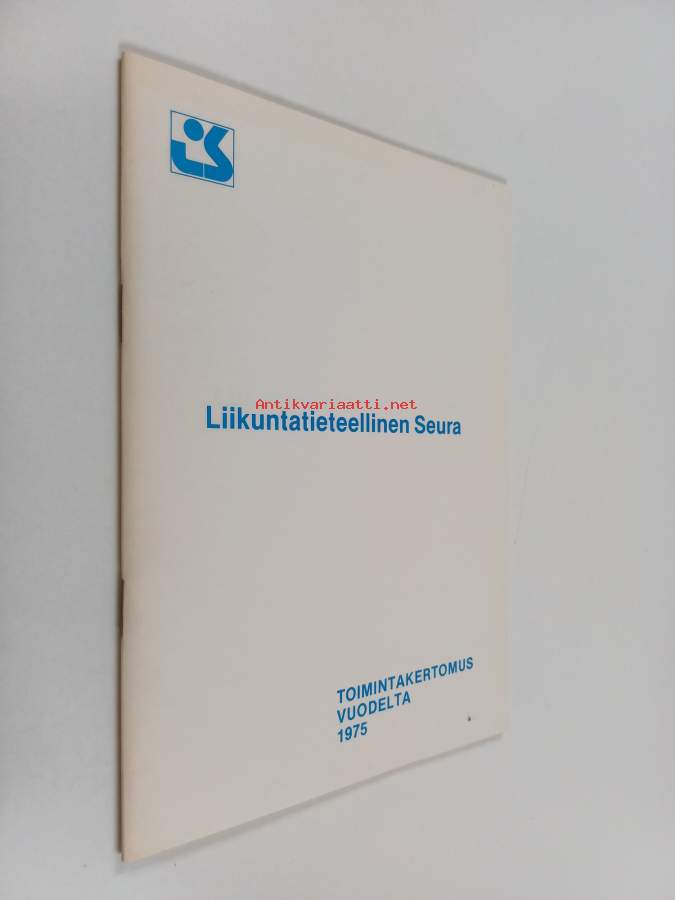 Antikvariaatti.net
Liikuntatieteellinen Seura
TOIMINTAKERTOMUS
VUODELTA
1975